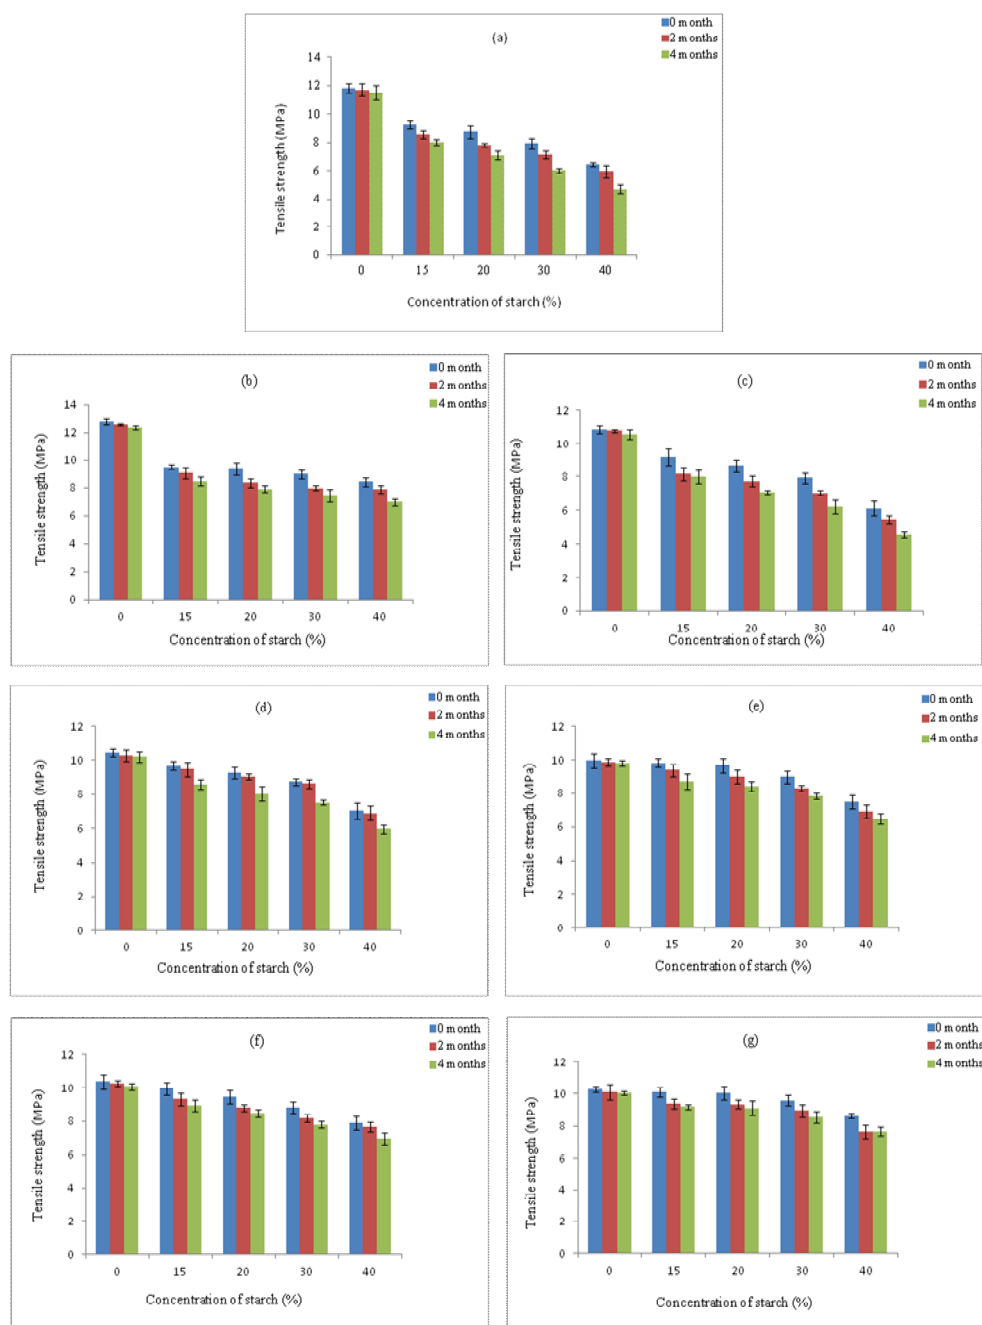 (a)
0 month
2 months
4 months
Tensile strength (MPa)
14
12
10
8
6
4
2
0
0 15 20 30 40
Concentration of starch (%)
(b)
0 month
2 months
4 months
Tensile strength (MPa)
14
12
10
8
6
4
2
0
0 15 20 30 40
Concentration of starch (%)
(c)
0 month
2 months
4 months
Tensile strength (MPa)
12
10
8
6
4
2
0
0 15 20 30 40
Concentration of starch (%)
(d)
0 month
2 months
4 months
Tensile strength (MPa)
12
10
8
6
4
2
0
0 15 20 30 40
Concentration of starch (%)
(e)
0 month
2 months
4 months
Tensile strength (MPa)
12
10
8
6
4
2
0
0 15 20 30 40
Concentration of starch (%)
(f)
0 month
2 months
4 months
Tensile strength (MPa)
12
10
8
6
4
2
0
0 15 20 30 40
Concentration of starch (%)
(g)
0 month
2 months
4 months
Tensile strength (MPa)
12
10
8
6
4
2
0
0 15 20 30 40
Concentration of starch (%)